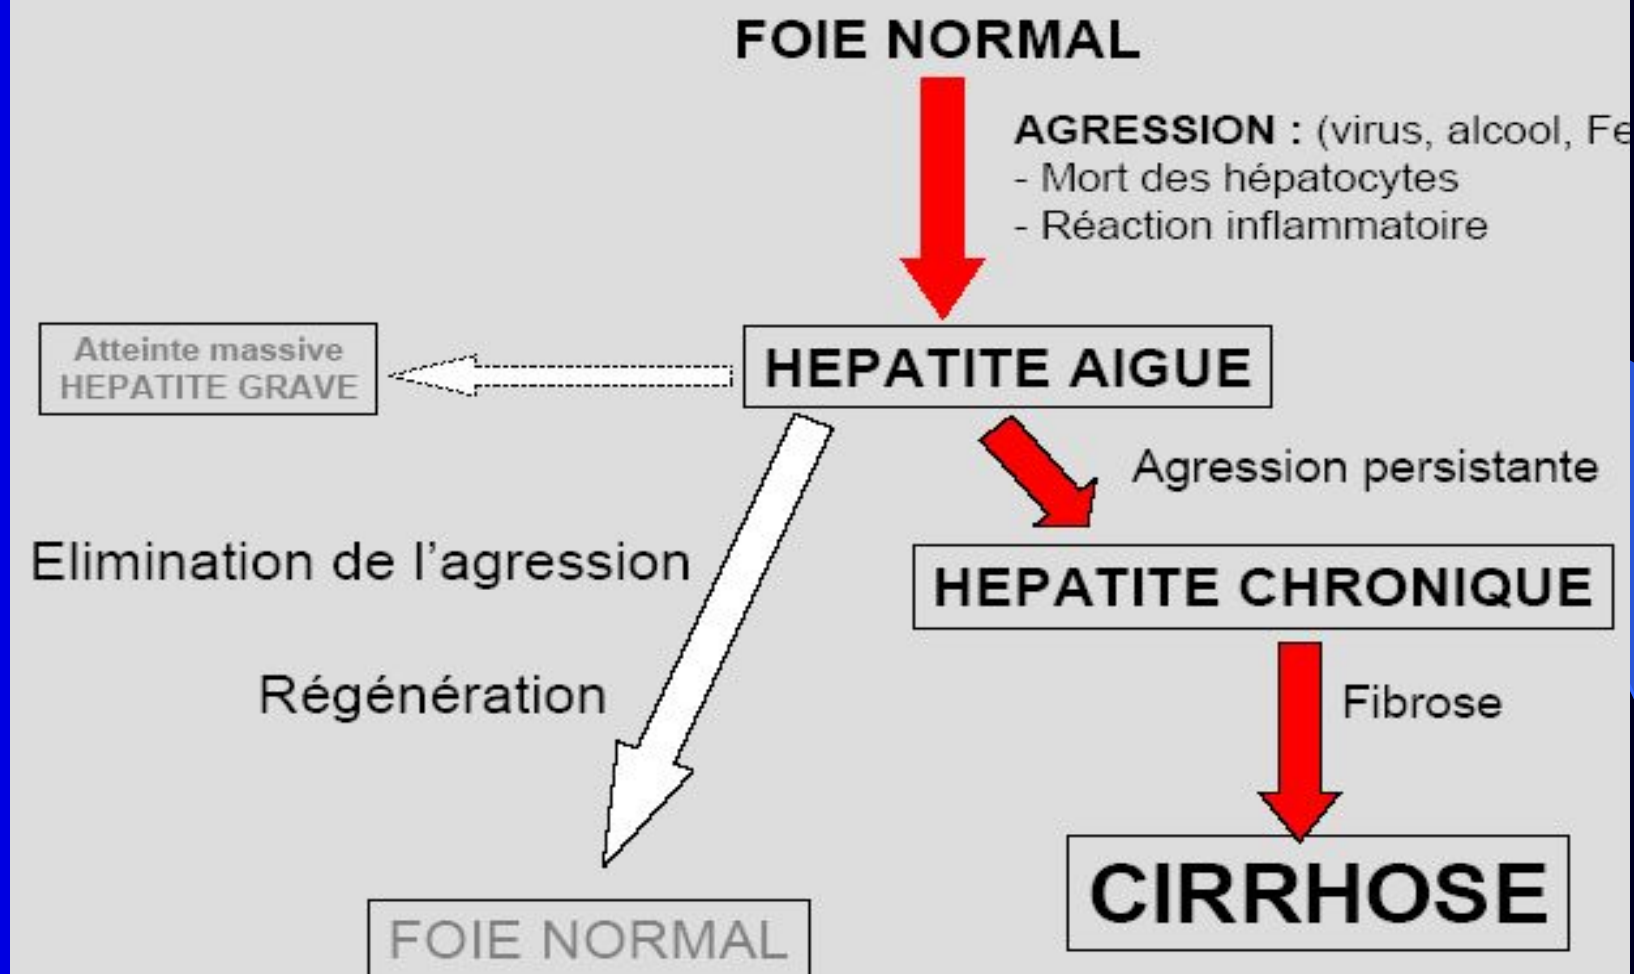 FOIE NORMAL
AGRESSION : (virus, alcool, Fe
- Mort des hépatocytes
- Réaction inflammatoire
Atteinte massive
HEPATITE GRAVE
HEPATITE AIGUE
Agression persistante
Elimination de l'agression
HEPATITE CHRONIQUE
Régénération
Fibrose
CIRRHOSE
FOIE NORMAL